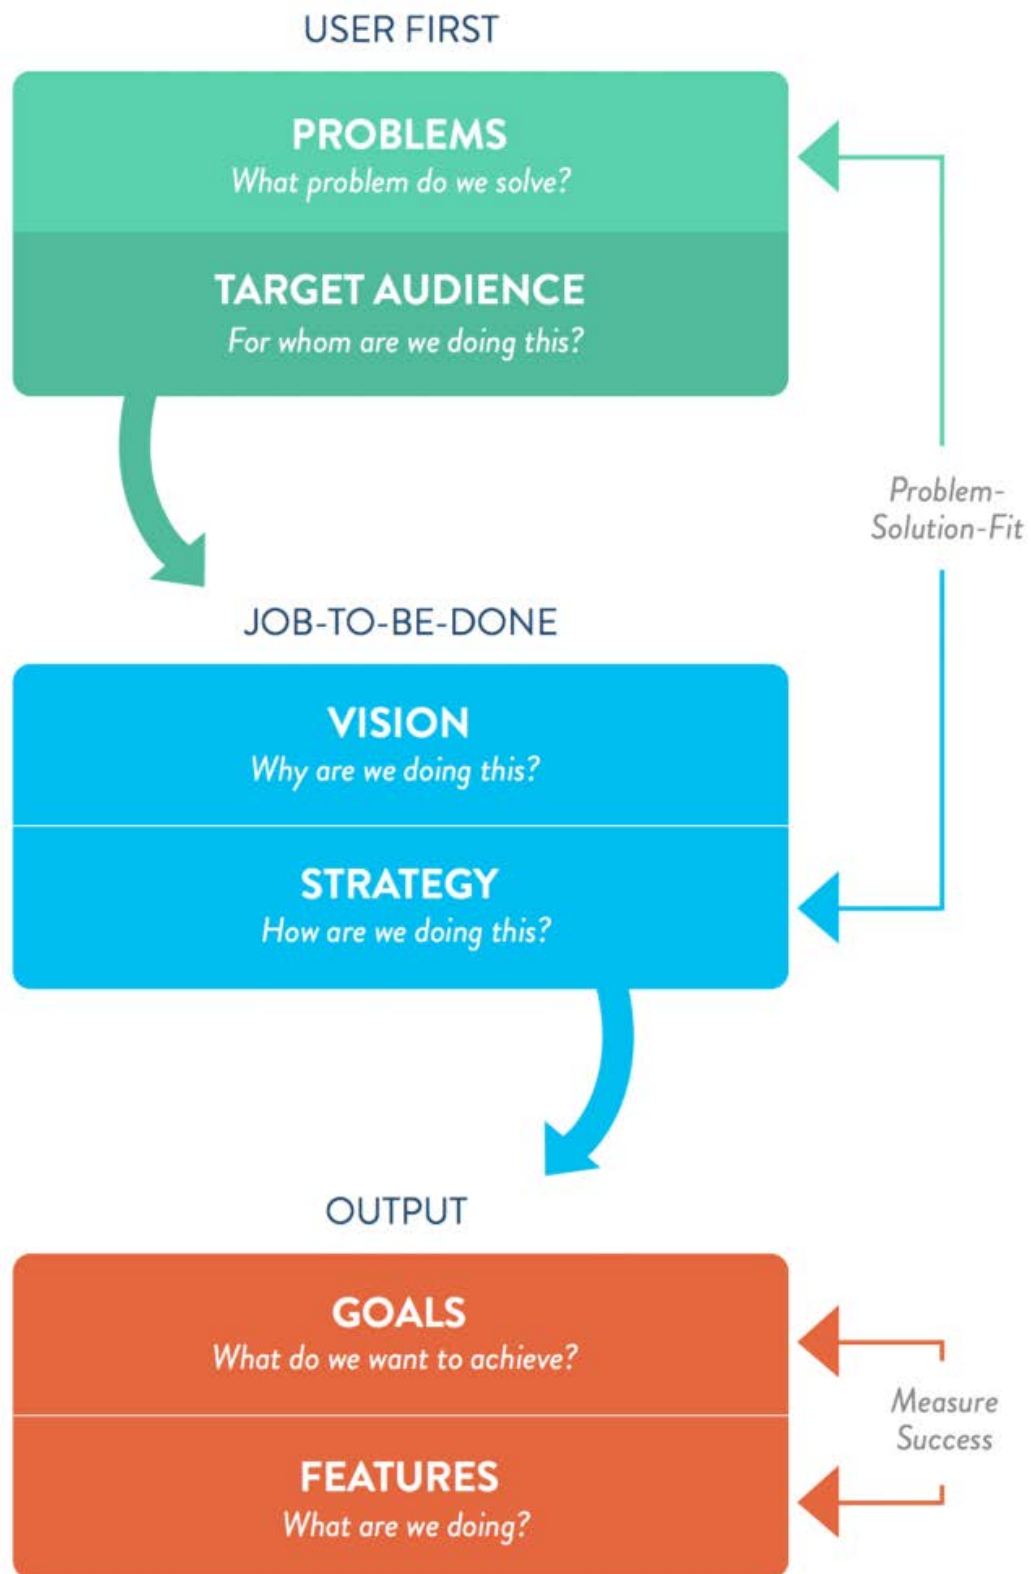 USER FIRST
PROBLEMS
What problem do we solve?
TARGET AUDIENCE
For whom are we doing this?
Problem-
Solution-Fit
JOB-TO-BE-DONE
VISION
Why are we doing this?
STRATEGY
How are we doing this?
OUTPUT
GOALS
What do we want to achieve?
Measure
Success
FEATURES
What are we doing?